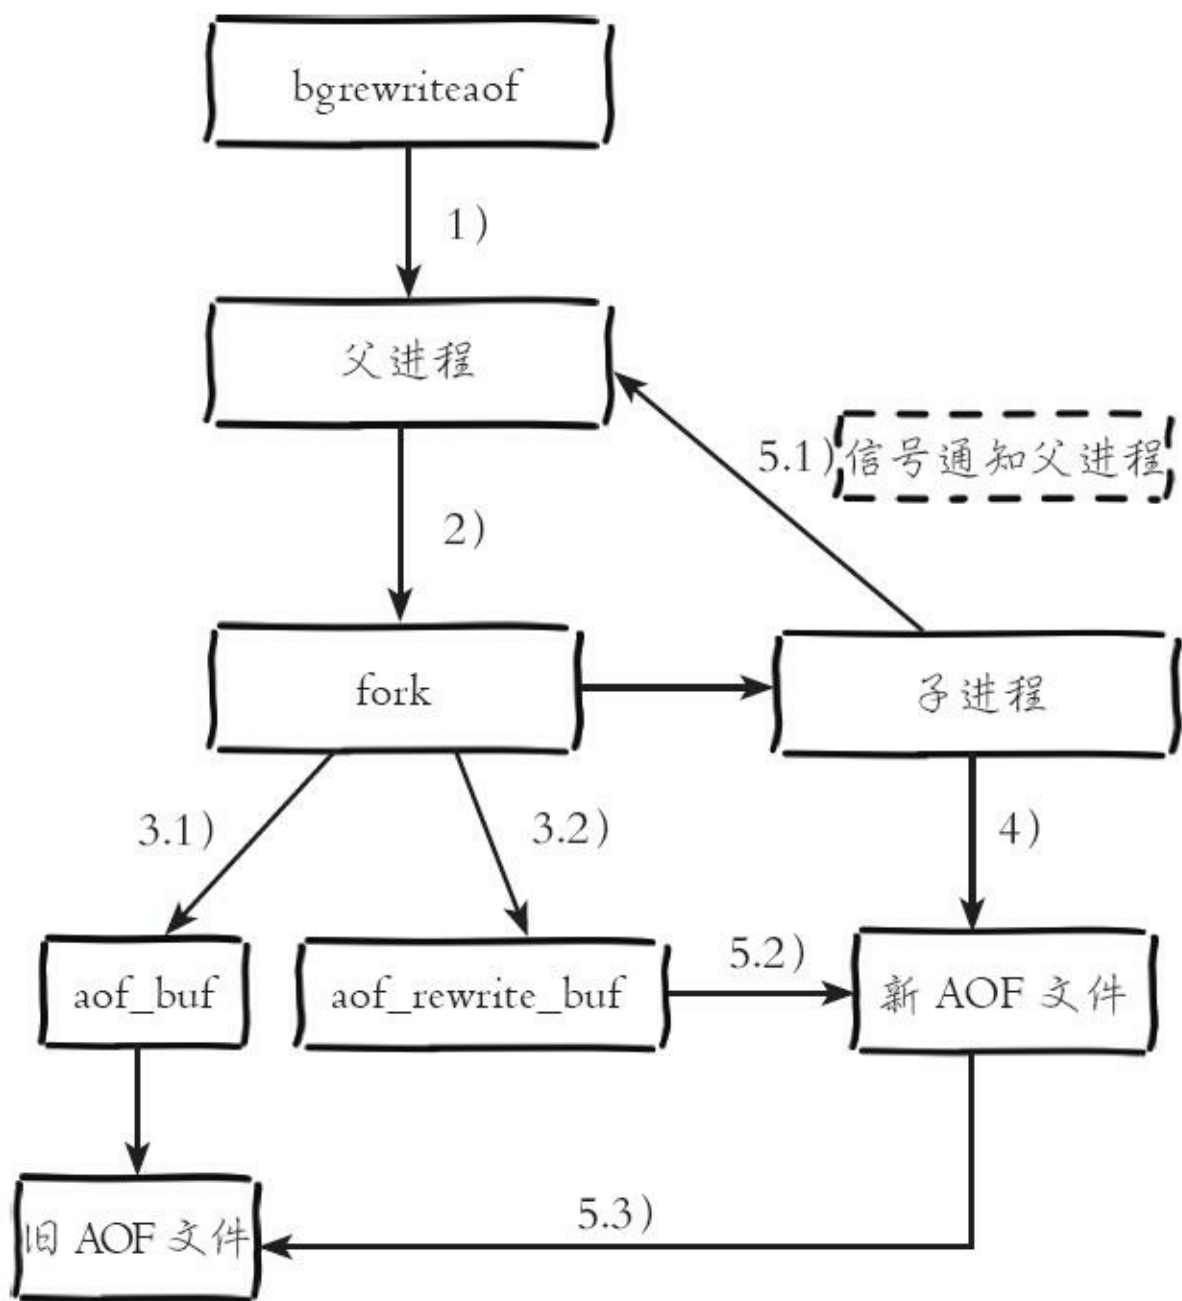 bgrewriteaof
1)
父进程
5.1) 信号通知父进程
2)
fork
子进程
3.1)
3.2)
4)
aof_buf
aof_rewrite_buf
5.2)
新 AOF 文件
旧 AOF 文件
5.3)